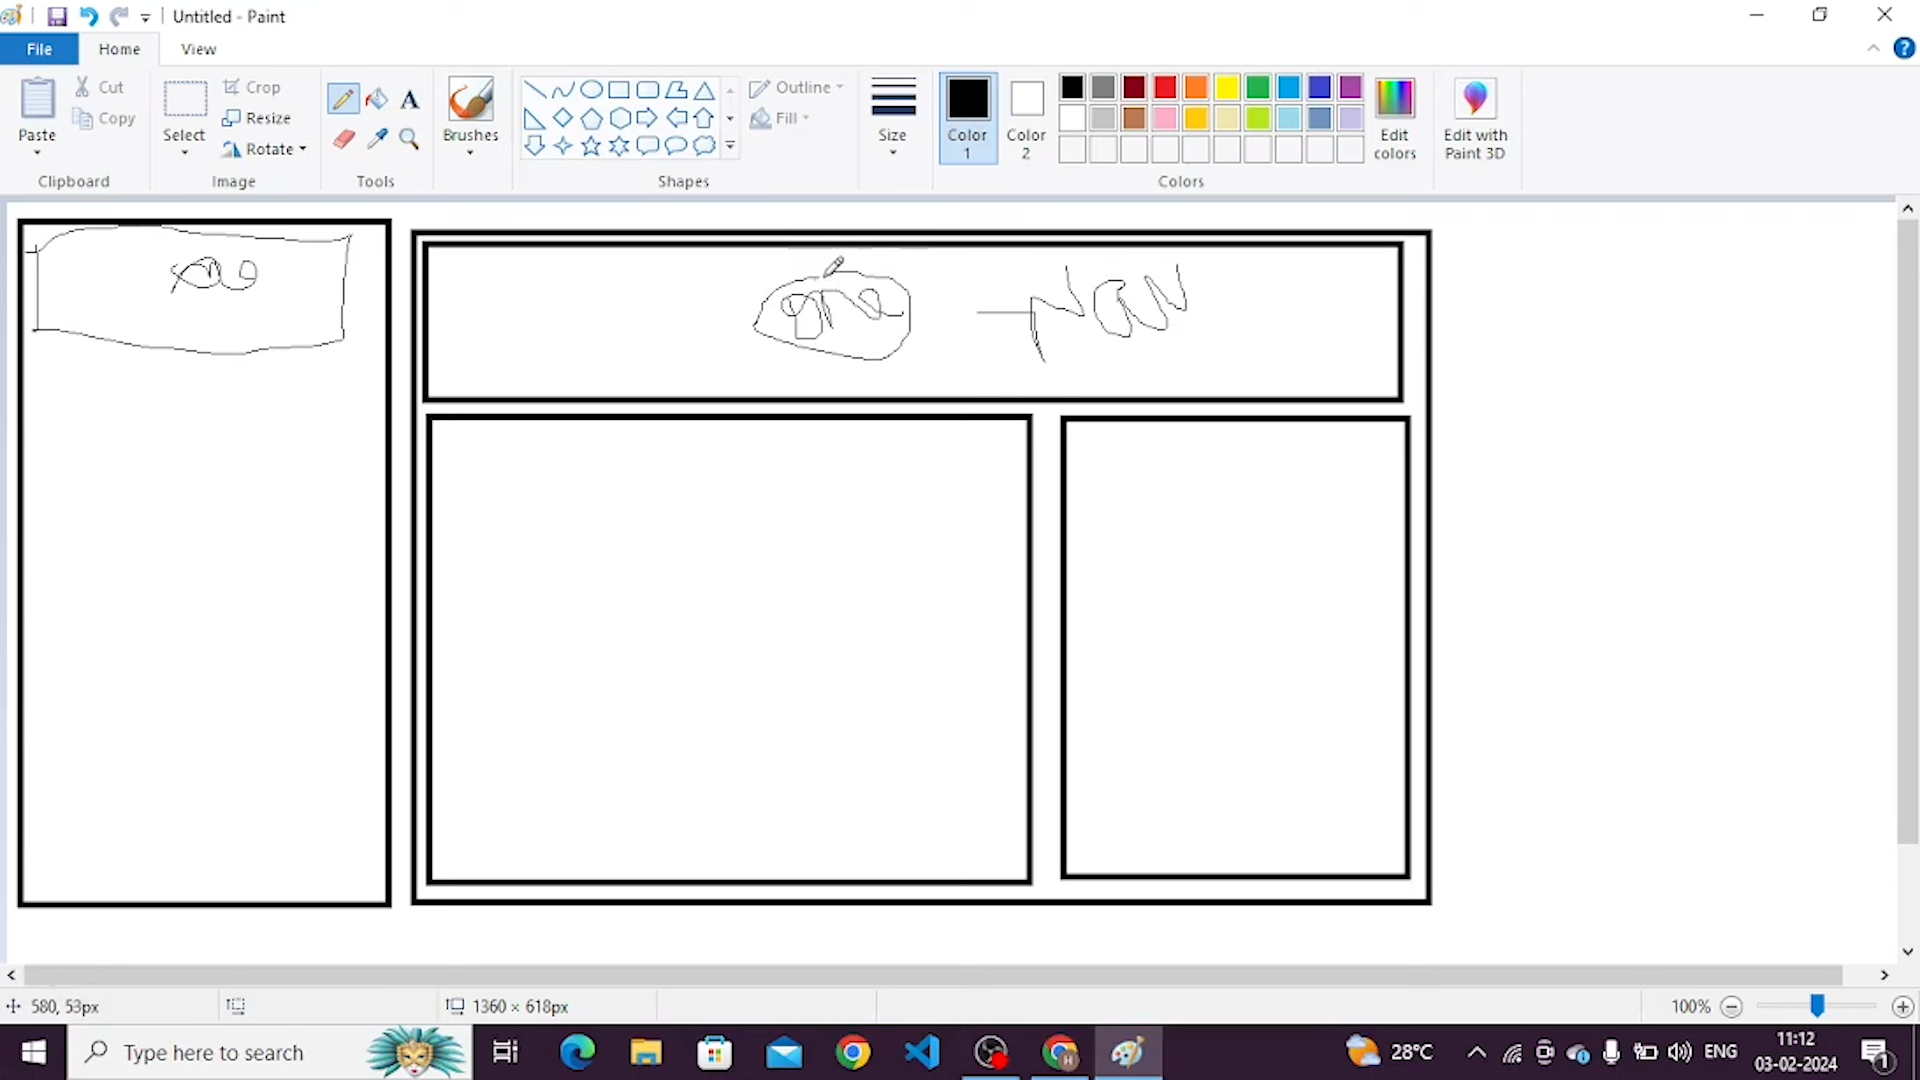 Untitled - Paint
File Home View
Paste
Cut
Copy
Clipboard
Select
Crop
Resize
Rotate
Image
A
Tools
Brushes
Shapes
Outline
Fill
Size
Color 1
Color 2
Edit colors
Colors
Edit with Paint 3D
580, 53px
1360 × 618px
100%
Type here to search
28°C
ENG
11:12
03-02-2024
1